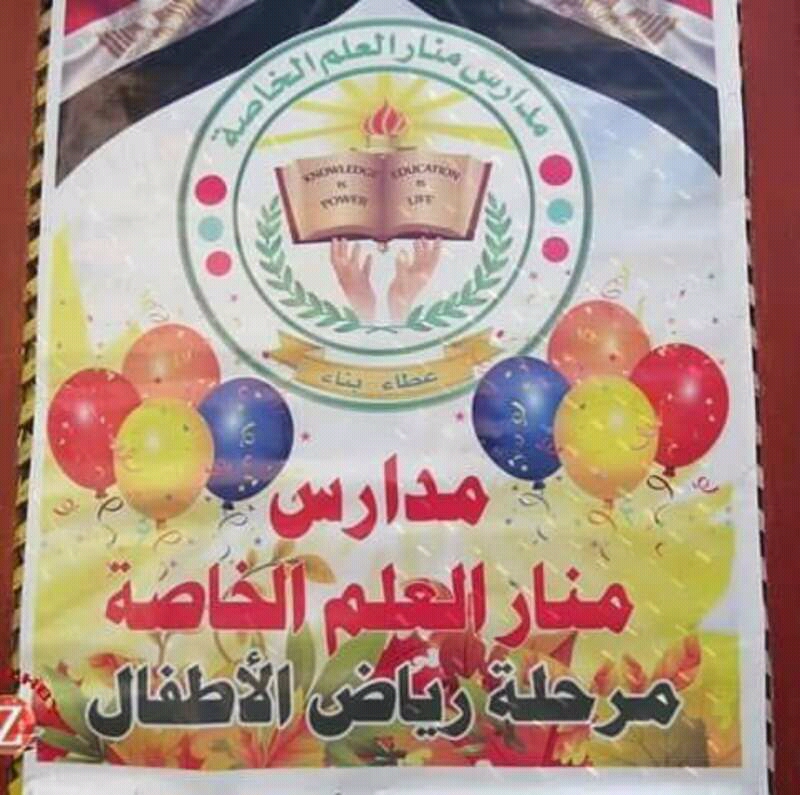 مدارس منار العلم الخاصة
KNOWLEDGE
IS
POWER
EDUCATION
IS
LIFE
عطاء - بناء
مدارس
منار العلم الخاصة
مرحلة رياض الأطفال
Z